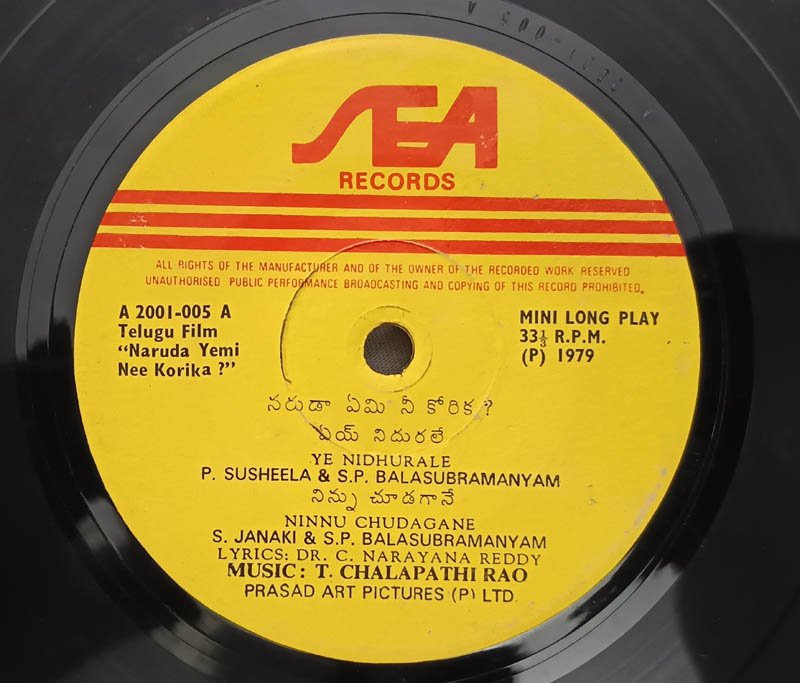 SEA
RECORDS
ALL RIGHTS OF THE MANUFACTURER AND OF THE OWNER OF THE RECORDED WORK RESERVED
UNAUTHORISED PUBLIC PERFORMANCE BROADCASTING AND COPYING OF THIS RECORD PROHIBITED.
A 2001-005 A
Telugu Film
"Naruda Yemi
Nee Korika ?"
MINI LONG PLAY
33⅓ R.P.M.
(P) 1979
నరుడా ఏమి నీ కోరిక?
ఏయ్ నిదురలే
YE NIDHURALE
P. SUSHEELA & S.P. BALASUBRAMANYAM
నిన్ను చూడగానే
NINNU CHUDAGANE
S. JANAKI & S.P. BALASUBRAMANYAM
LYRICS: DR. C. NARAYANA REDDY
MUSIC: T. CHALAPATHI RAO
PRASAD ART PICTURES (P) LTD.